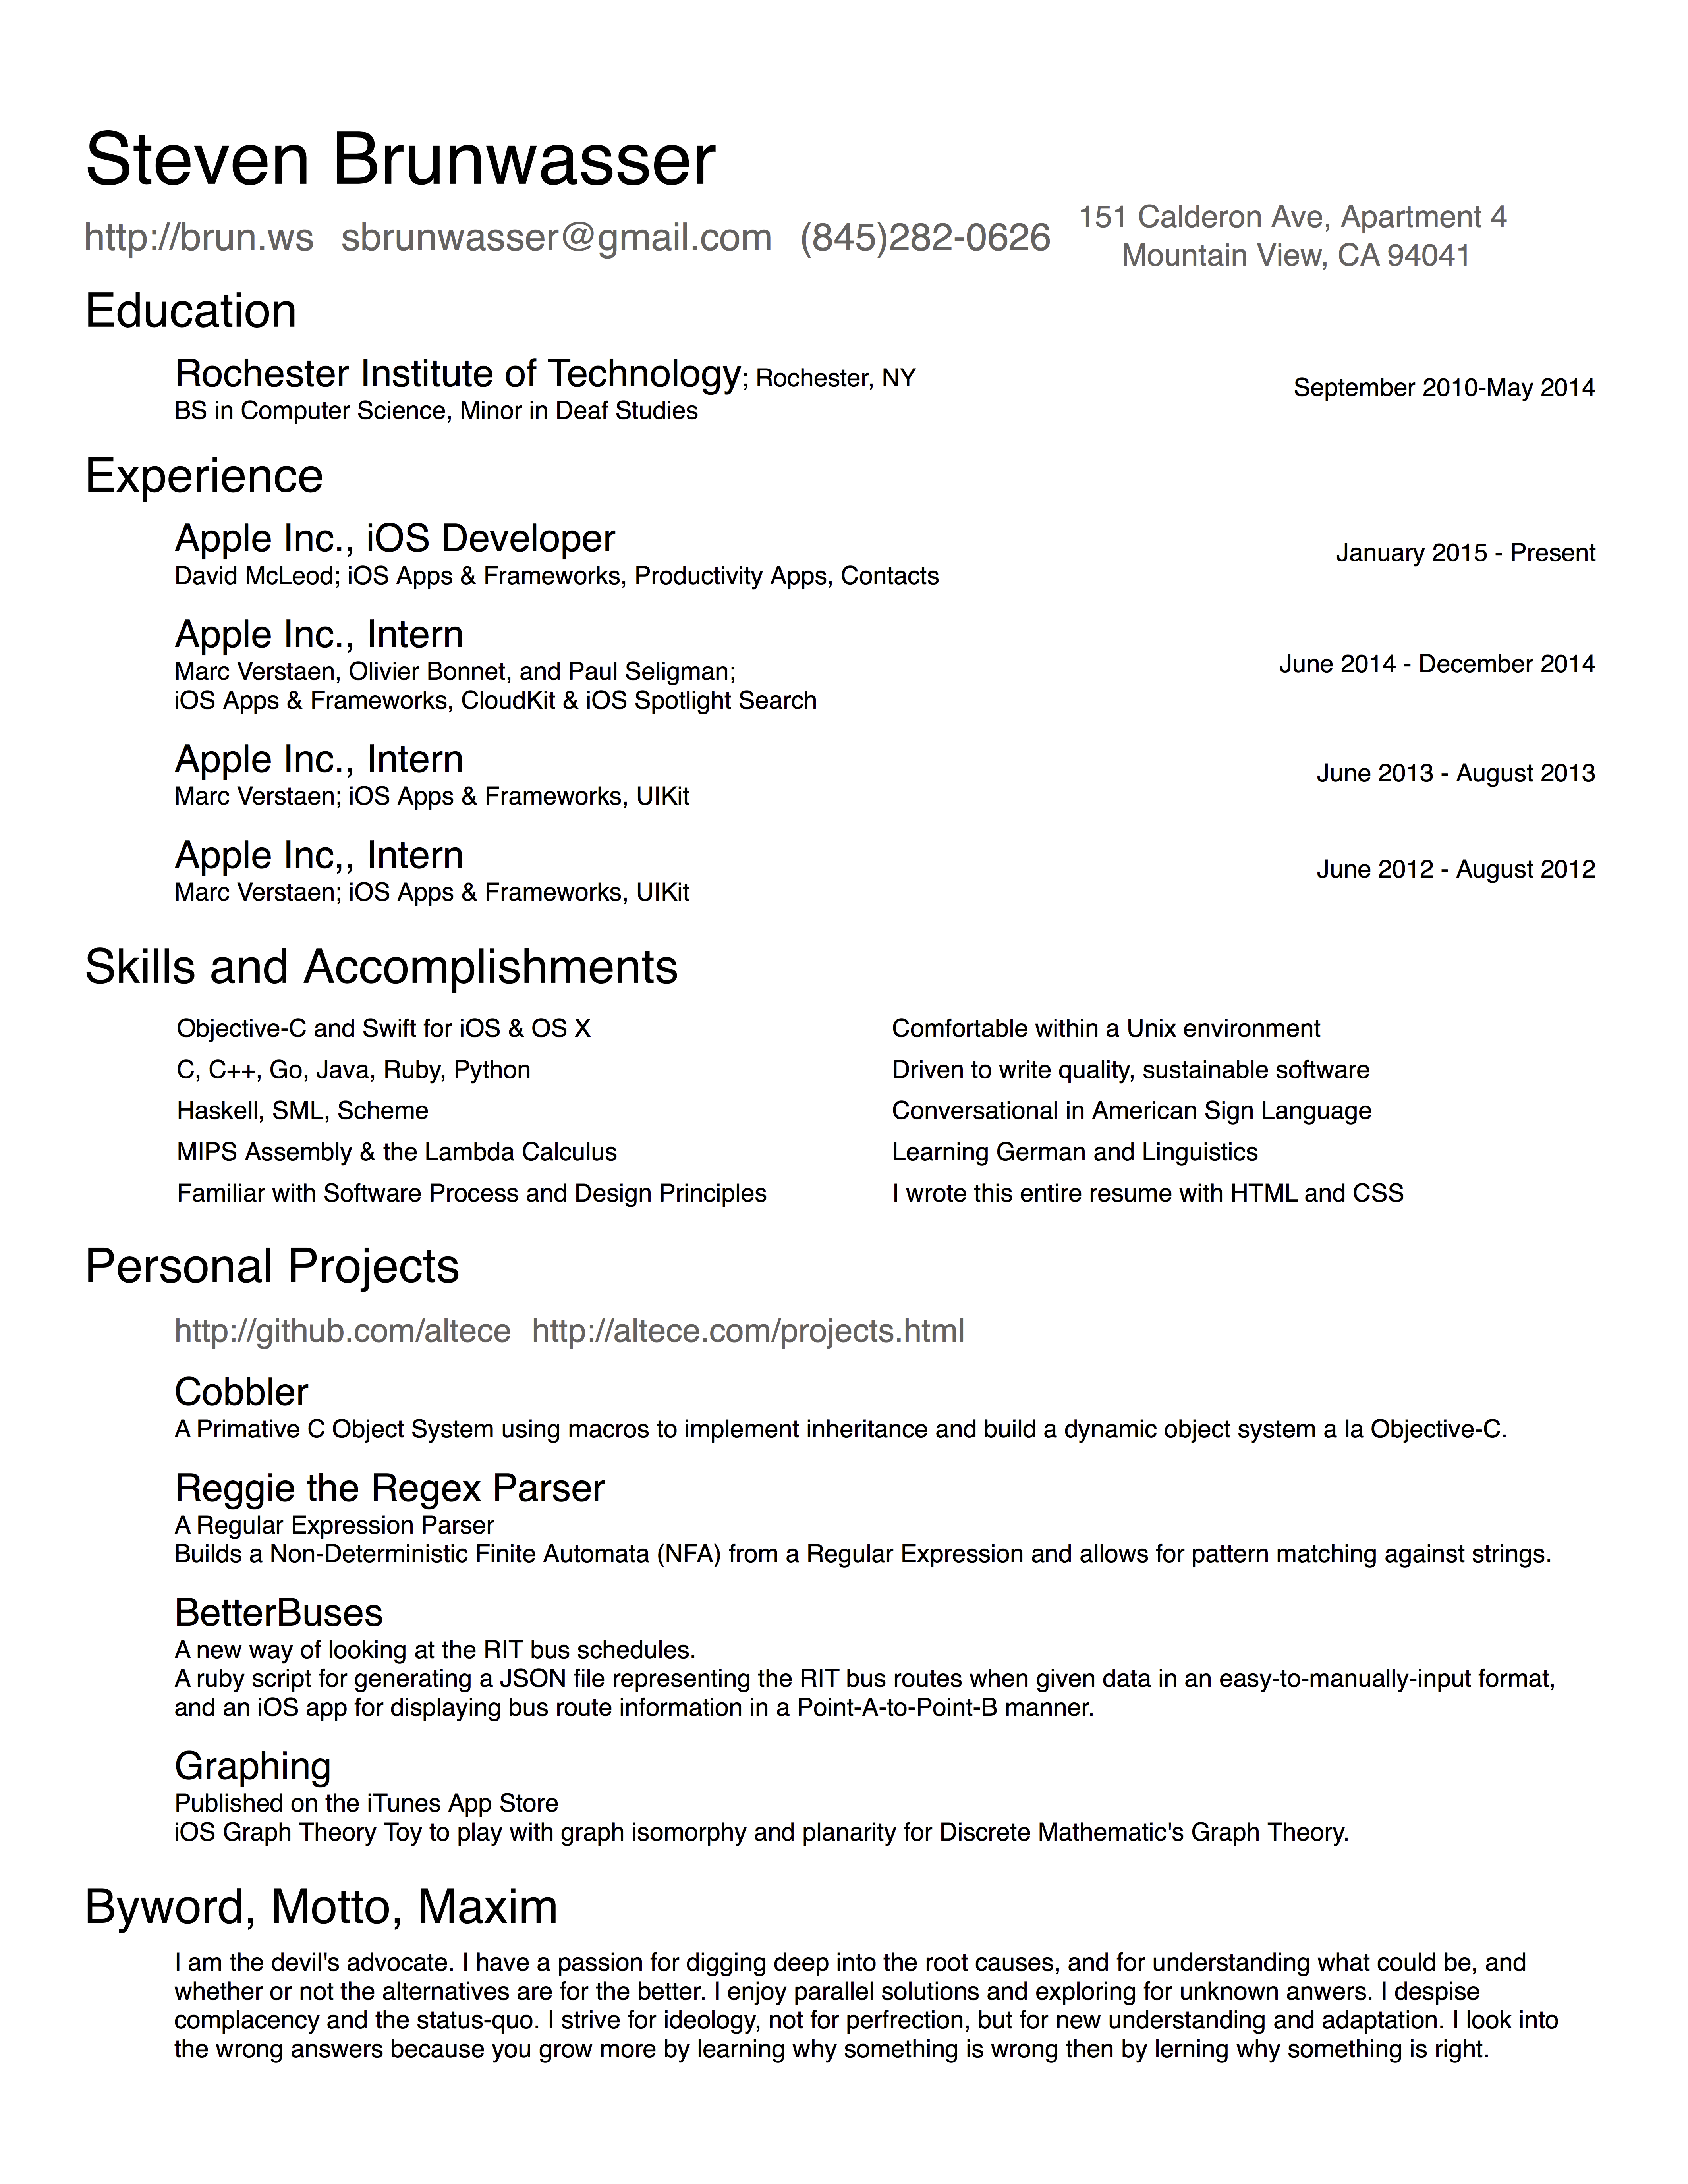 Steven Brunwasser
http://brun.ws sbrunwasser@gmail.com (845)282-0626 151 Calderon Ave, Apartment 4
Mountain View, CA 94041
Education
Rochester Institute of Technology; Rochester, NY
BS in Computer Science, Minor in Deaf Studies
September 2010-May 2014
Experience
Apple Inc., iOS Developer
David McLeod; iOS Apps & Frameworks, Productivity Apps, Contacts
January 2015 - Present
Apple Inc., Intern
Marc Verstaen, Olivier Bonnet, and Paul Seligman;
iOS Apps & Frameworks, CloudKit & iOS Spotlight Search
June 2014 - December 2014
Apple Inc., Intern
Marc Verstaen; iOS Apps & Frameworks, UIKit
June 2013 - August 2013
Apple Inc,, Intern
Marc Verstaen; iOS Apps & Frameworks, UIKit
June 2012 - August 2012
Skills and Accomplishments
Objective-C and Swift for iOS & OS X
C, C++, Go, Java, Ruby, Python
Haskell, SML, Scheme
MIPS Assembly & the Lambda Calculus
Familiar with Software Process and Design Principles
Comfortable within a Unix environment
Driven to write quality, sustainable software
Conversational in American Sign Language
Learning German and Linguistics
I wrote this entire resume with HTML and CSS
Personal Projects
http://github.com/altece http://altece.com/projects.html
Cobbler
A Primative C Object System using macros to implement inheritance and build a dynamic object system a la Objective-C.
Reggie the Regex Parser
A Regular Expression Parser
Builds a Non-Deterministic Finite Automata (NFA) from a Regular Expression and allows for pattern matching against strings.
BetterBuses
A new way of looking at the RIT bus schedules.
A ruby script for generating a JSON file representing the RIT bus routes when given data in an easy-to-manually-input format,
and an iOS app for displaying bus route information in a Point-A-to-Point-B manner.
Graphing
Published on the iTunes App Store
iOS Graph Theory Toy to play with graph isomorphy and planarity for Discrete Mathematic's Graph Theory.
Byword, Motto, Maxim
I am the devil's advocate. I have a passion for digging deep into the root causes, and for understanding what could be, and
whether or not the alternatives are for the better. I enjoy parallel solutions and exploring for unknown anwers. I despise
complacency and the status-quo. I strive for ideology, not for perfrection, but for new understanding and adaptation. I look into
the wrong answers because you grow more by learning why something is wrong then by lerning why something is right.